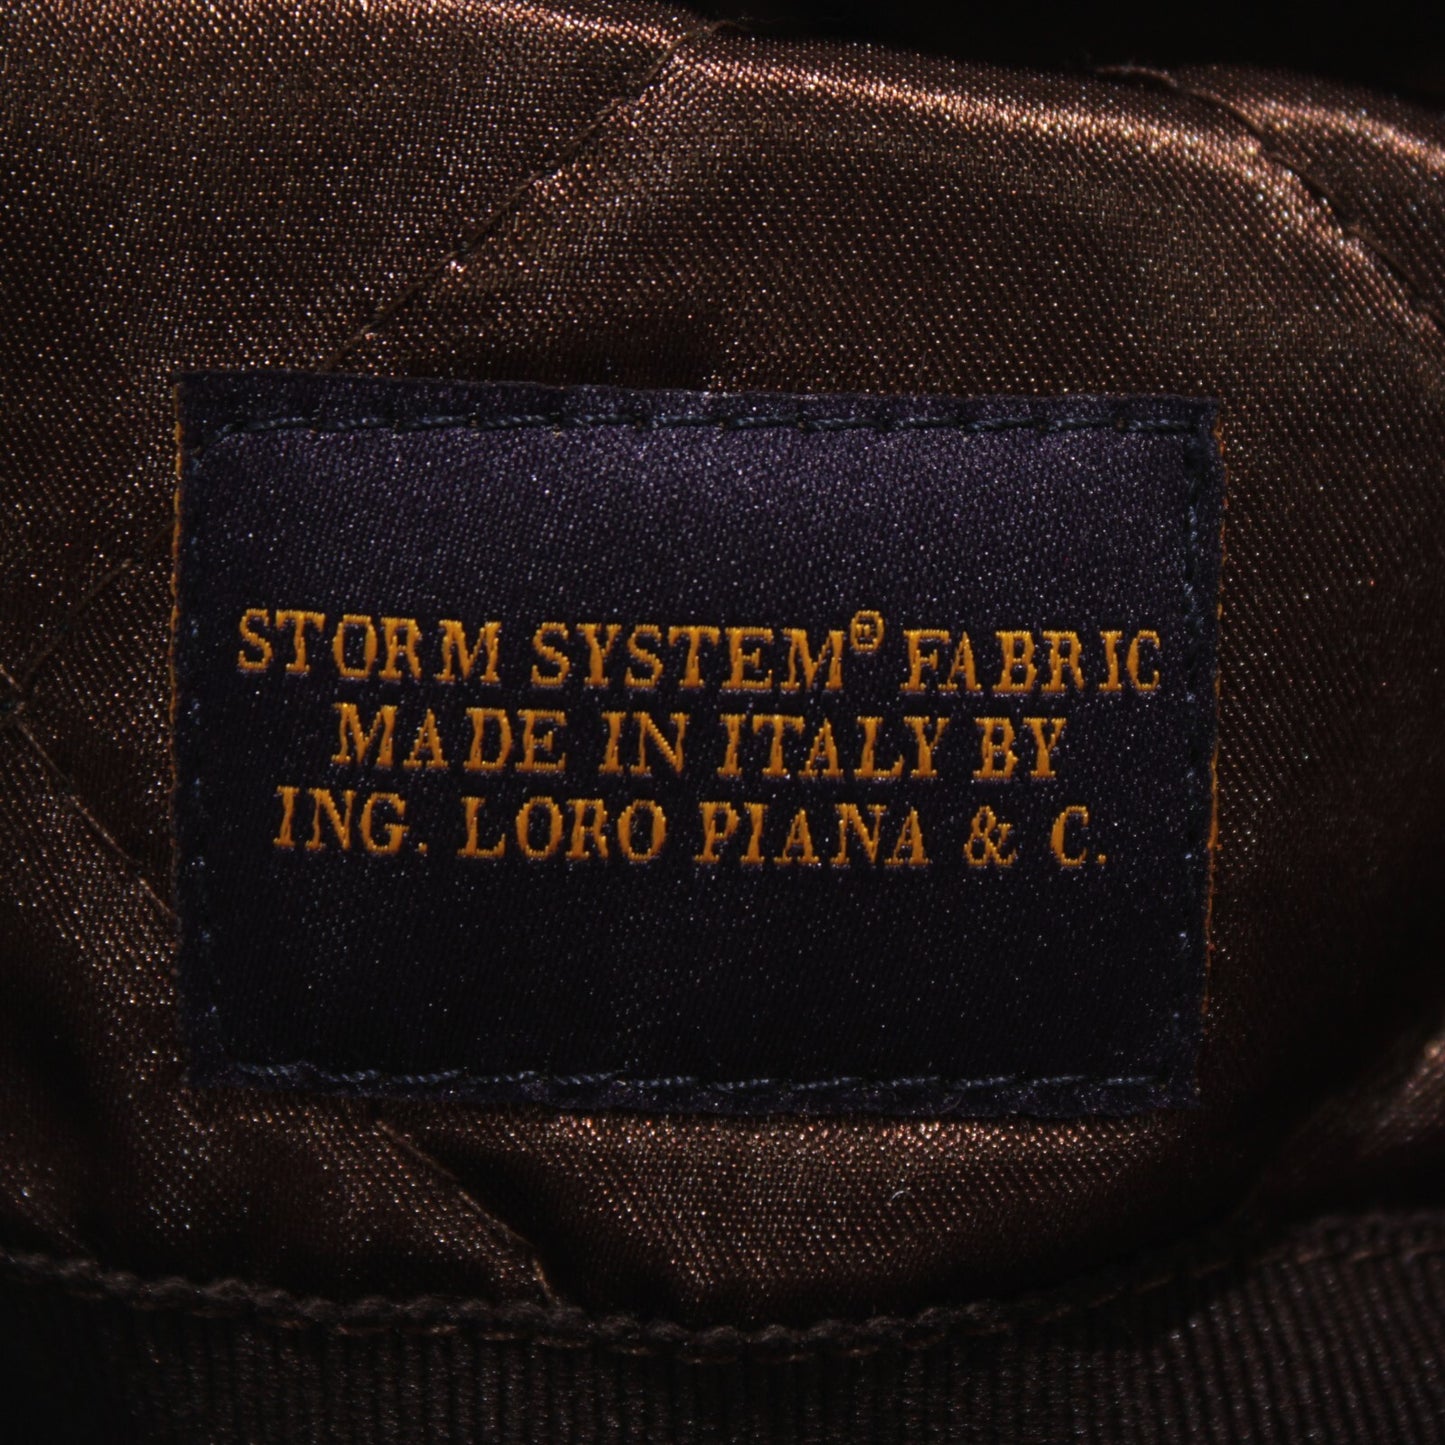 STORM SYSTEM® FABRIC
MADE IN ITALY BY
ING. LORO PIANA & C.